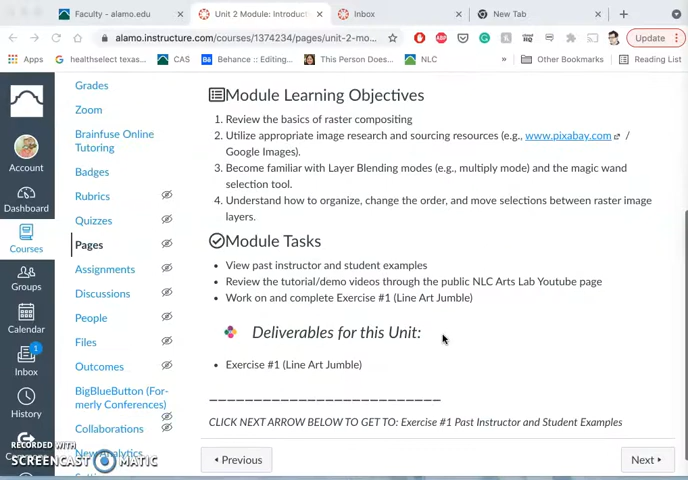 Faculty - alamo.edu
Unit 2 Module: Introduct
Inbox
New Tab
alamo.instructure.com/courses/1374234/pages/unit-2-mo...
Update
Apps
healthselect texas...
CAS
Behance :: Editing...
This Person Does...
NLC
Other Bookmarks
Reading List
Account
Dashboard
Courses
Groups
Calendar
1
Inbox
History
Grades
Zoom
Brainfuse Online
Tutoring
Badges
Rubrics
Quizzes
Pages
Assignments
Discussions
People
Files
Outcomes
BigBlueButton (For-
merly Conferences)
Collaborations
New Analytics
Module Learning Objectives
1. Review the basics of raster compositing
2. Utilize appropriate image research and sourcing resources (e.g., www.pixabay.com /
Google Images).
3. Become familiar with Layer Blending modes (e.g., multiply mode) and the magic wand
selection tool.
4. Understand how to organize, change the order, and move selections between raster image
layers.
Module Tasks
• View past instructor and student examples
• Review the tutorial/demo videos through the public NLC Arts Lab Youtube page
• Work on and complete Exercise #1 (Line Art Jumble)
Deliverables for this Unit:
• Exercise #1 (Line Art Jumble)
__________________________
CLICK NEXT ARROW BELOW TO GET TO: Exercise #1 Past Instructor and Student Examples
Previous
Next
RECORDED WITH
SCREENCAST MATIC